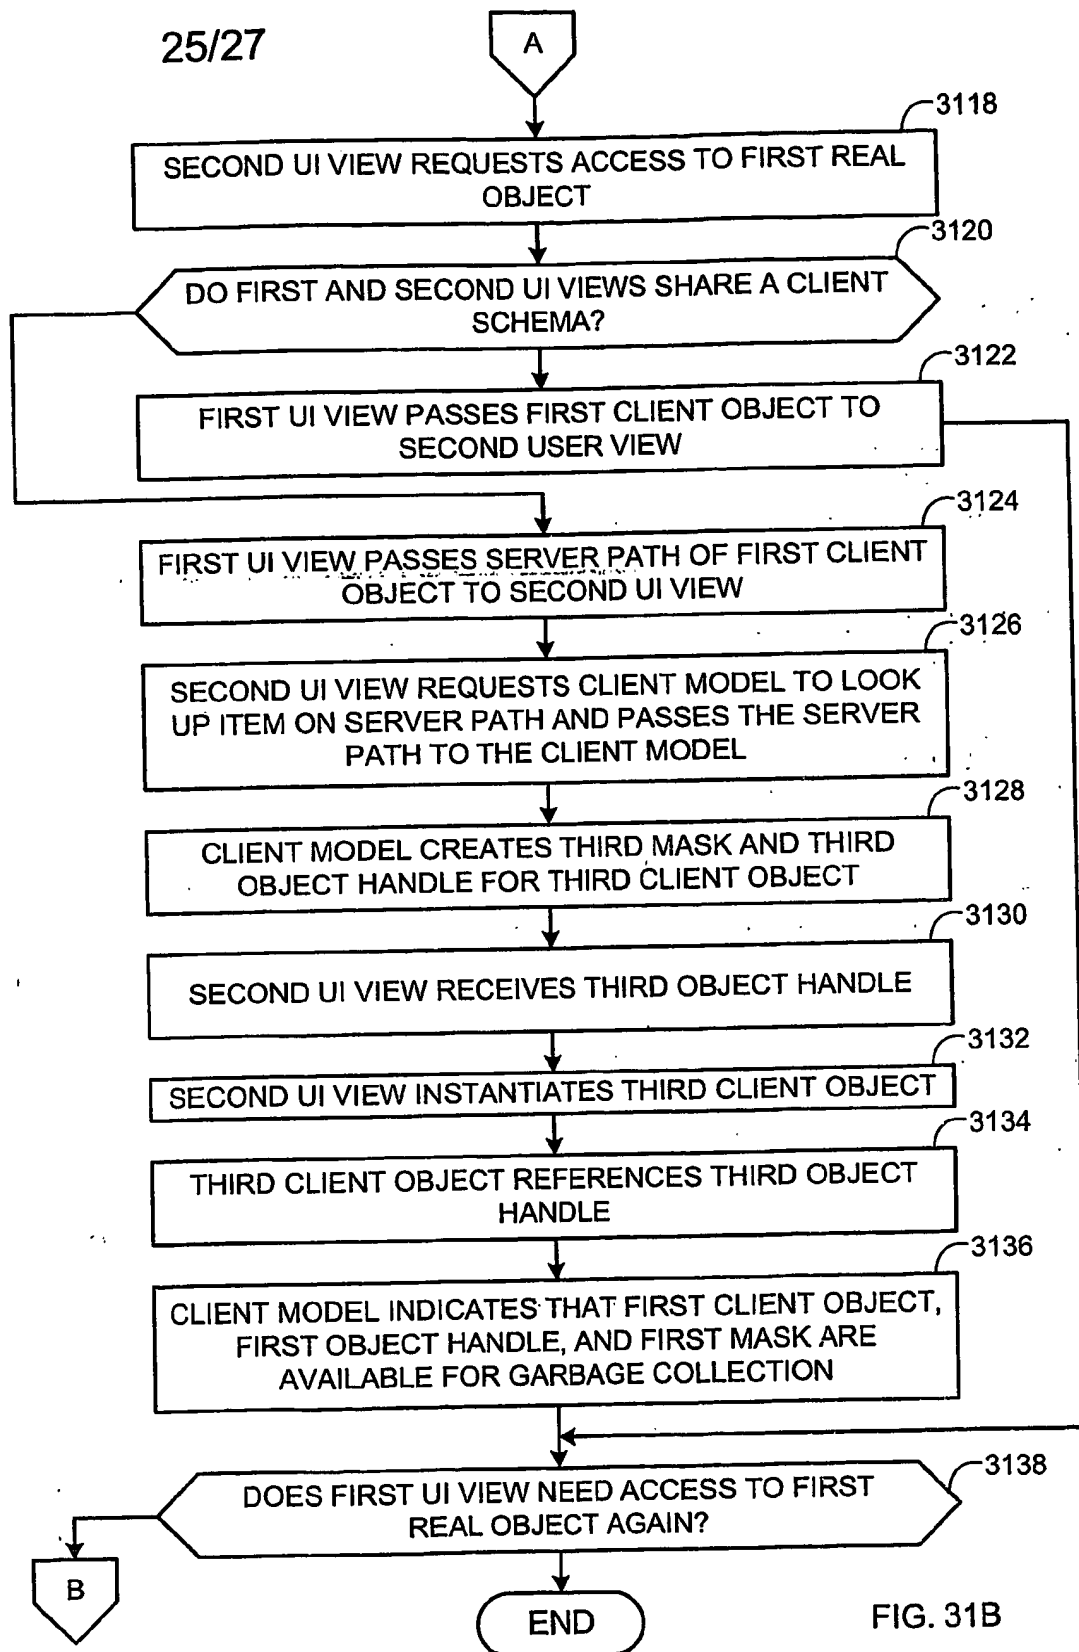 25/27
A
3118
SECOND UI VIEW REQUESTS ACCESS TO FIRST REAL
OBJECT
3120
DO FIRST AND SECOND UI VIEWS SHARE A CLIENT
SCHEMA?
3122
FIRST UI VIEW PASSES FIRST CLIENT OBJECT TO
SECOND USER VIEW
3124
FIRST UI VIEW PASSES SERVER PATH OF FIRST CLIENT
OBJECT TO SECOND UI VIEW
3126
SECOND UI VIEW REQUESTS CLIENT MODEL TO LOOK
UP ITEM ON SERVER PATH AND PASSES THE SERVER
PATH TO THE CLIENT MODEL
3128
CLIENT MODEL CREATES THIRD MASK AND THIRD
OBJECT HANDLE FOR THIRD CLIENT OBJECT
3130
SECOND UI VIEW RECEIVES THIRD OBJECT HANDLE
3132
SECOND UI VIEW INSTANTIATES THIRD CLIENT OBJECT
3134
THIRD CLIENT OBJECT REFERENCES THIRD OBJECT
HANDLE
3136
CLIENT MODEL INDICATES THAT FIRST CLIENT OBJECT,
FIRST OBJECT HANDLE, AND FIRST MASK ARE
AVAILABLE FOR GARBAGE COLLECTION
3138
DOES FIRST UI VIEW NEED ACCESS TO FIRST
REAL OBJECT AGAIN?
B
END
FIG. 31B